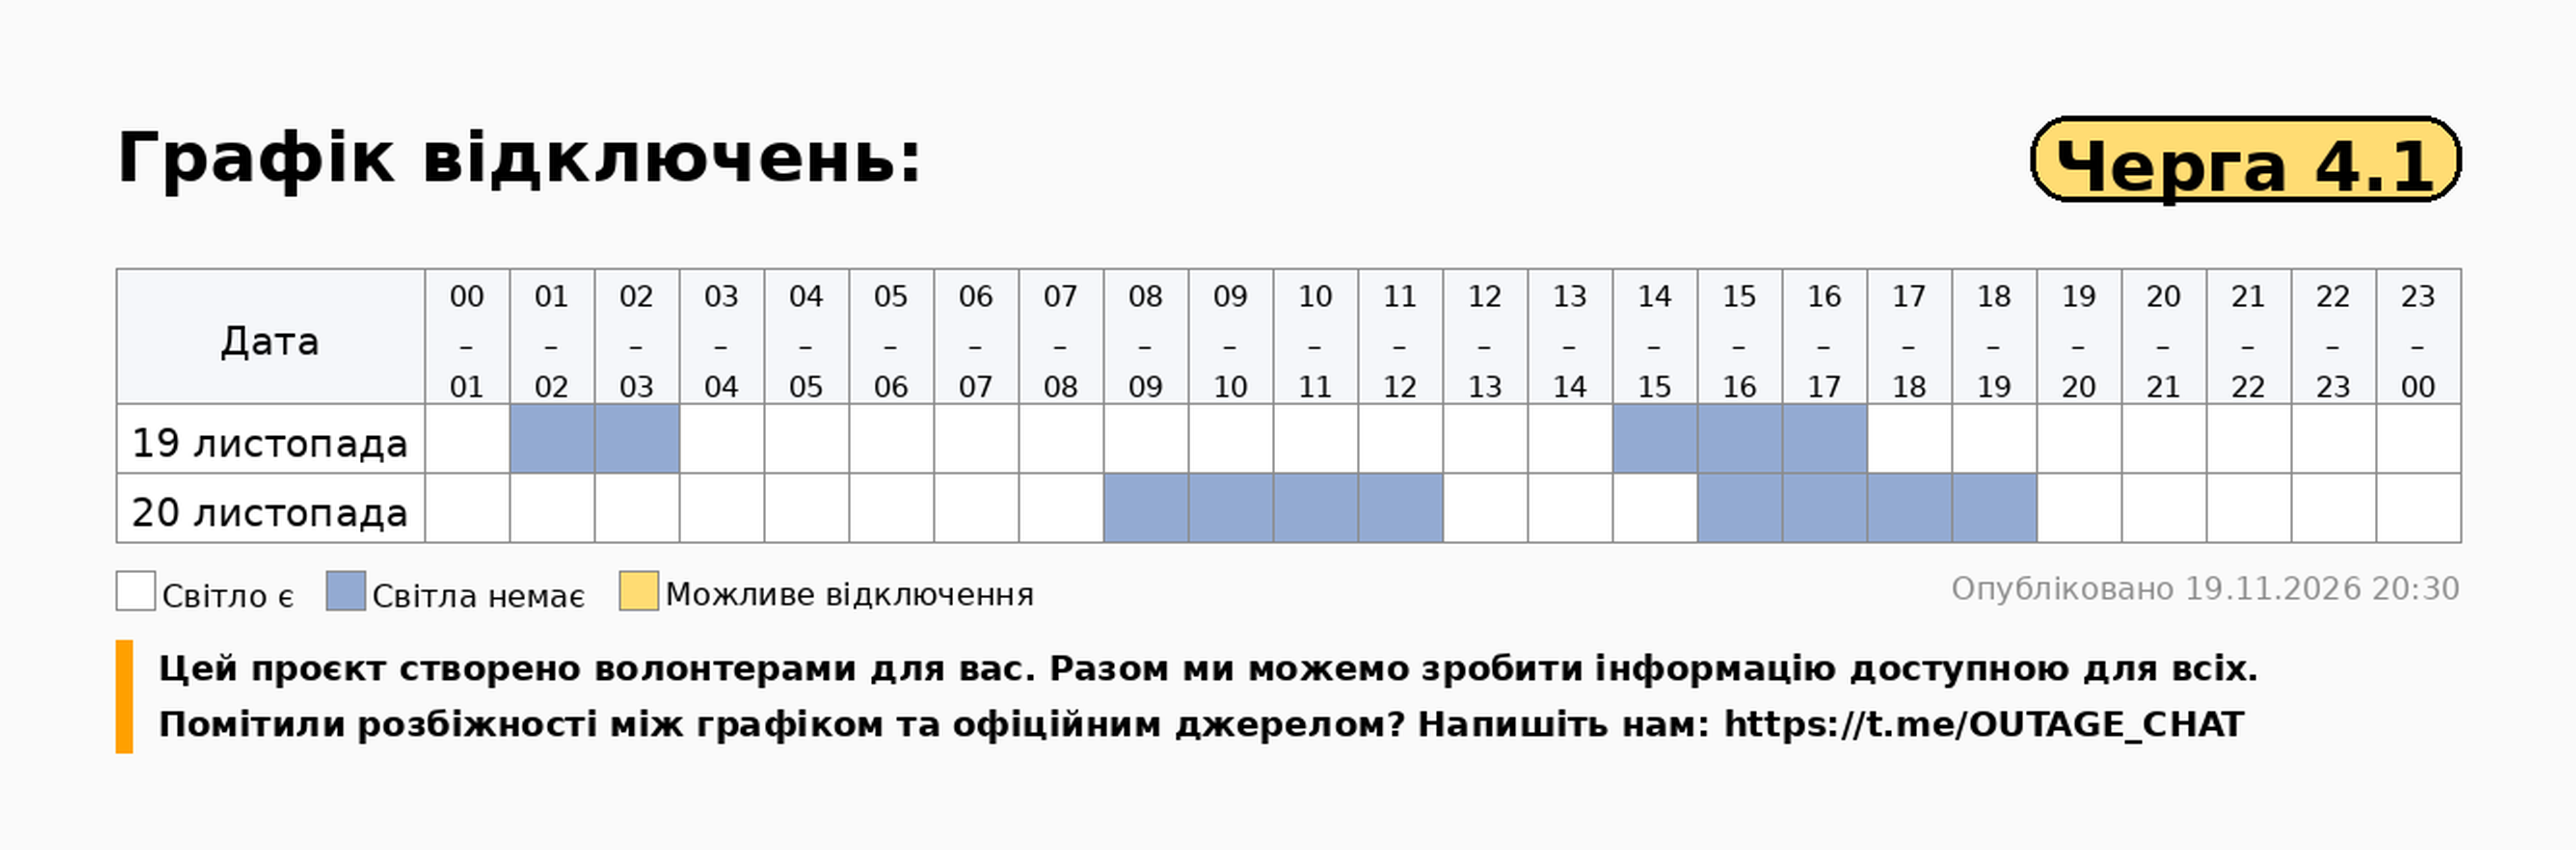 Графік відключень:
Черга 4.1
Дата
00 – 01
01 – 02
02 – 03
03 – 04
04 – 05
05 – 06
06 – 07
07 – 08
08 – 09
09 – 10
10 – 11
11 – 12
12 – 13
13 – 14
14 – 15
15 – 16
16 – 17
17 – 18
18 – 19
19 – 20
20 – 21
21 – 22
22 – 23
23 – 00
19 листопада
20 листопада
Світло є
Світла немає
Можливе відключення
Опубліковано 19.11.2026 20:30
Цей проєкт створено волонтерами для вас. Разом ми можемо зробити інформацію доступною для всіх.
Помітили розбіжності між графіком та офіційним джерелом? Напишіть нам: https://t.me/OUTAGE_CHAT